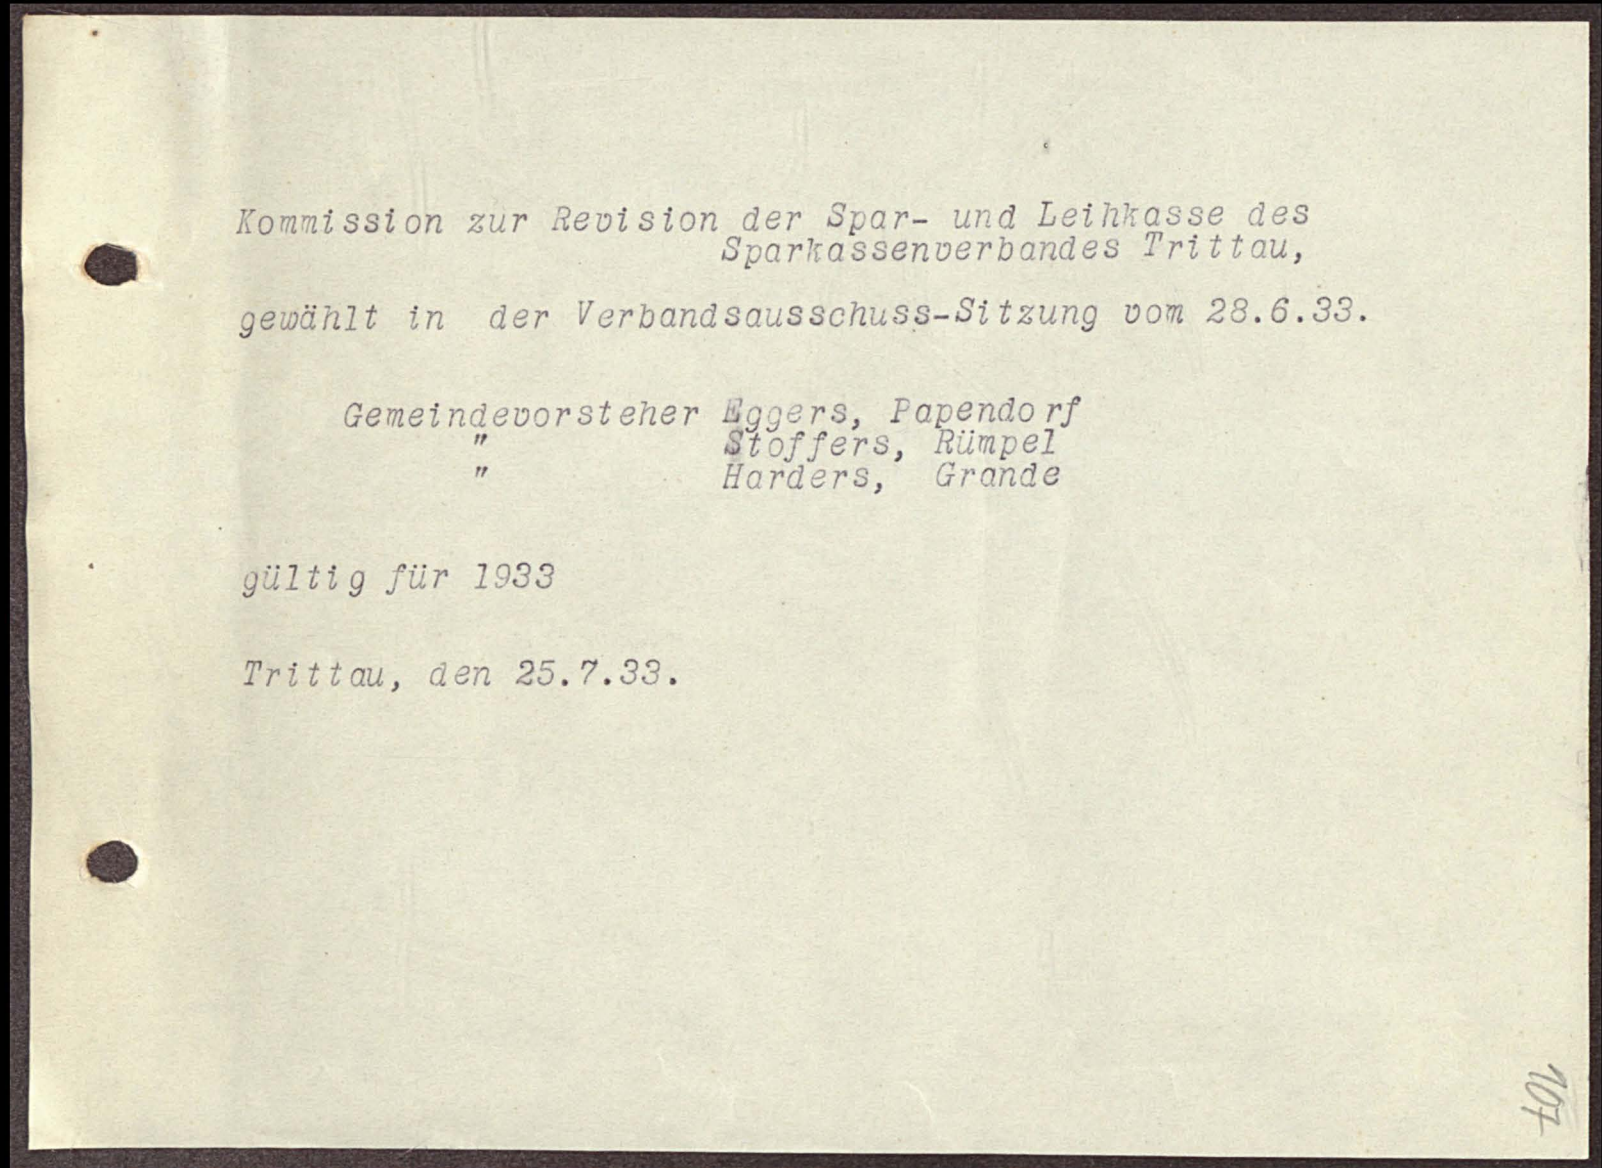 Kommission zur Revision der Spar- und Leihkasse des
Sparkassenverbandes Trittau,
gewählt in der Verbandsausschuss-Sitzung vom 28.6.33.
Gemeindevorsteher Eggers, Papendorf
" Stoffers, Rümpel
" Harders, Grande
gültig für 1933
Trittau, den 25.7.33.
107